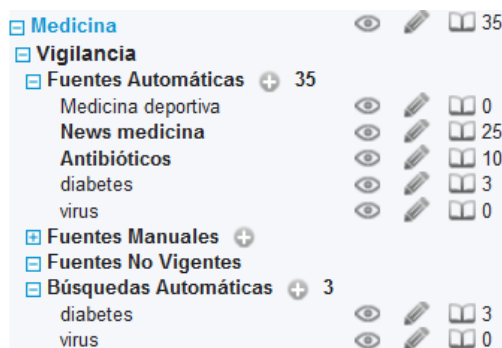 Medicina 35
Vigilancia
Fuentes Automáticas 35
Medicina deportiva 0
News medicina 25
Antibióticos 10
diabetes 3
virus 0
Fuentes Manuales
Fuentes No Vigentes
Búsquedas Automáticas 3
diabetes 3
virus 0